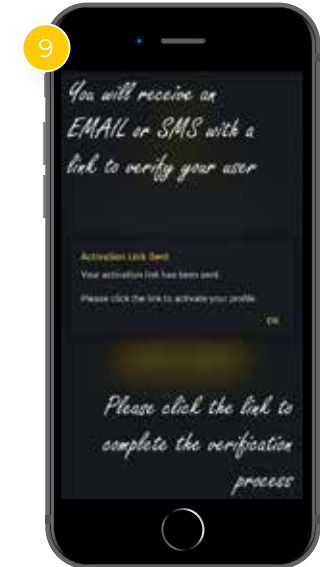 9
You will receive an
EMAIL or SMS with a
link to verify your user
Activation Link Sent
Your activation link has been sent.
Please click the link to activate your profile.
OK
Please click the link to
complete the verification
process